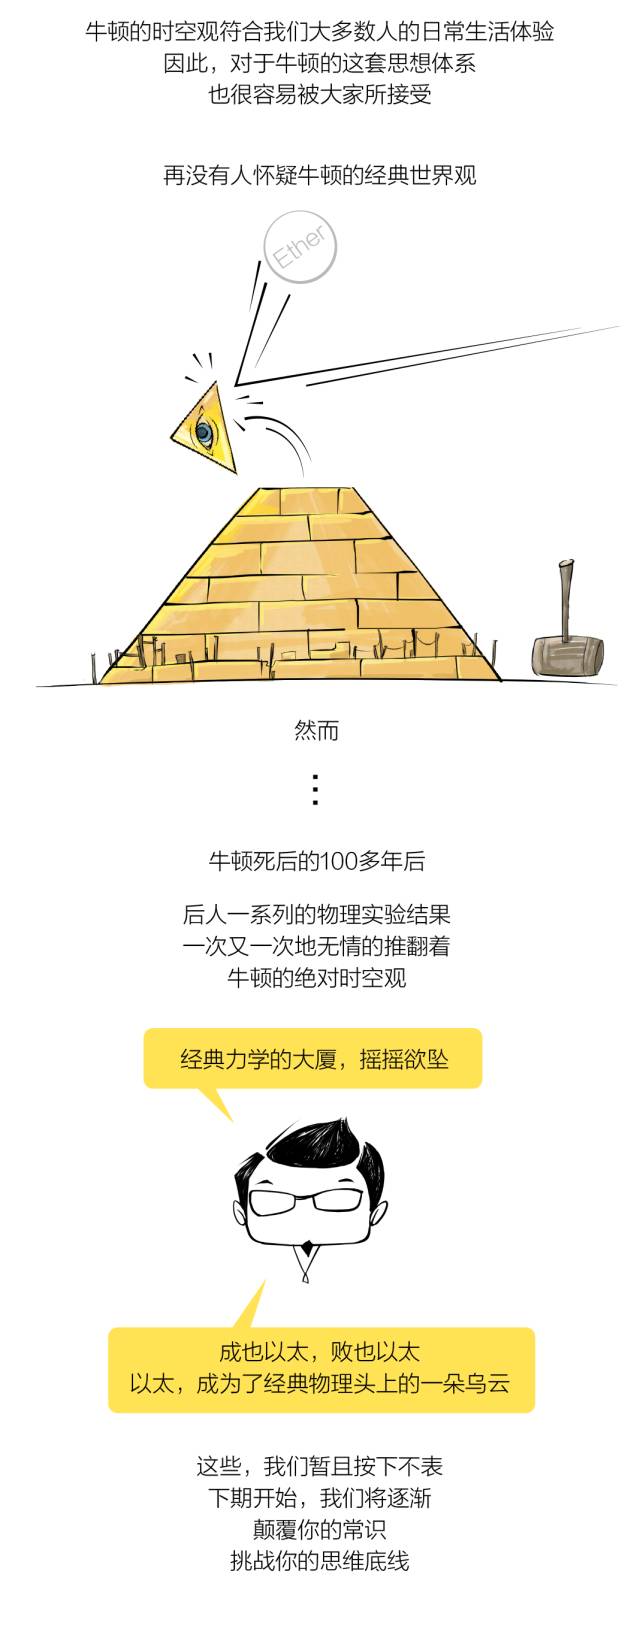 牛顿的时空观符合我们大多数人的日常生活体验
因此，对于牛顿的这套思想体系
也很容易被大家所接受
再没有人怀疑牛顿的经典世界观
Ether
然而
⋮
牛顿死后的100多年后
后人一系列的物理实验结果
一次又一次地无情的推翻着
牛顿的绝对时空观
经典力学的大厦，摇摇欲坠
成也以太，败也以太
以太，成为了经典物理头上的一朵乌云
这些，我们暂且按下不表
下期开始，我们将逐渐
颠覆你的常识
挑战你的思维底线